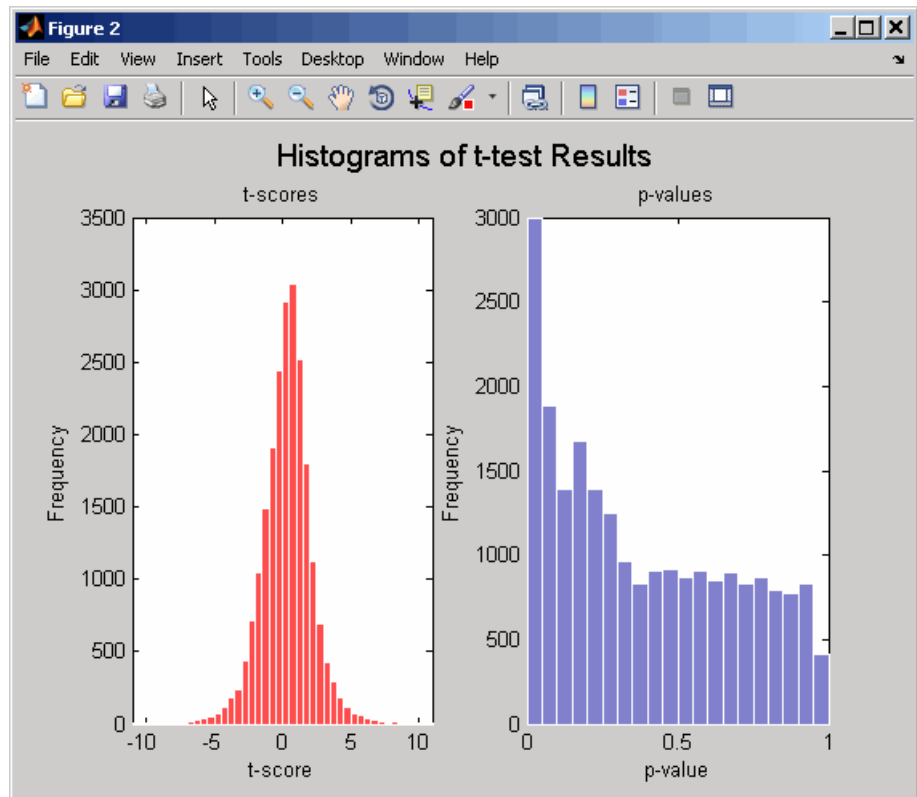 Figure 2
File Edit View Insert Tools Desktop Window Help
Histograms of t-test Results
t-scores
3500
3000
2500
2000
1500
1000
500
0
Frequency
-10 -5 0 5 10
t-score
p-values
3000
2500
2000
1500
1000
500
0
Frequency
0 0.5 1
p-value